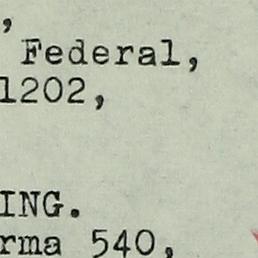 ,
Federal,
1202,
ING.
rma 540,